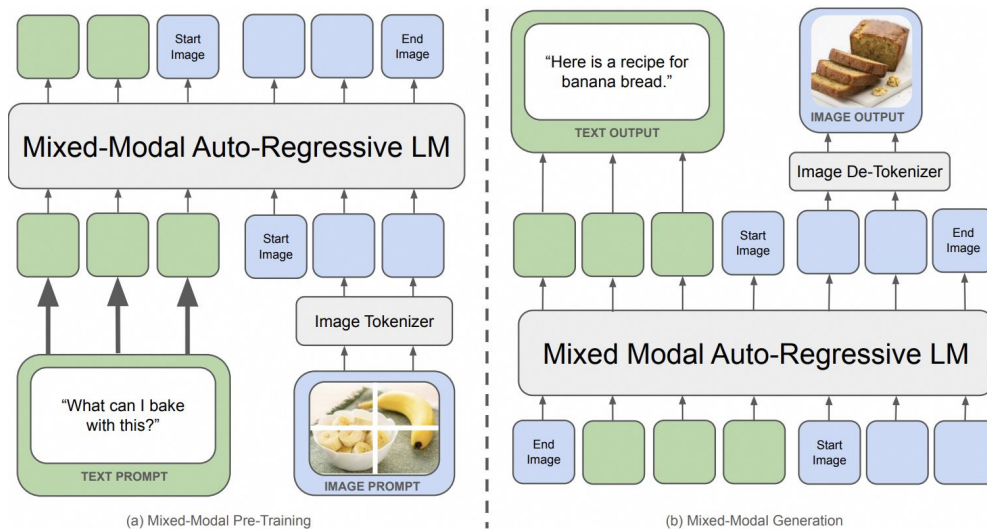 Start
Image
End
Image
Mixed-Modal Auto-Regressive LM
Start
Image
Image Tokenizer
“What can I bake
with this?”
TEXT PROMPT
IMAGE PROMPT
(a) Mixed-Modal Pre-Training
“Here is a recipe for
banana bread.”
TEXT OUTPUT
IMAGE OUTPUT
Image De-Tokenizer
Start
Image
End
Image
Mixed Modal Auto-Regressive LM
End
Image
Start
Image
(b) Mixed-Modal Generation